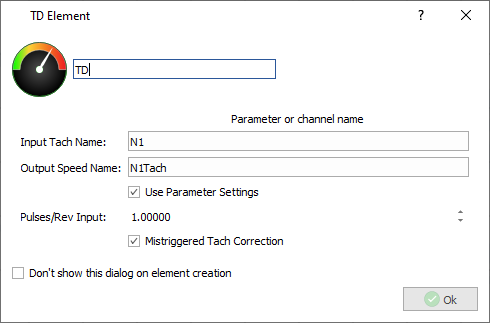 TD Element
?
TD
Parameter or channel name
Input Tach Name: N1
Output Speed Name: N1Tach
Use Parameter Settings
Pulses/Rev Input: 1.00000
Mistriggered Tach Correction
Don't show this dialog on element creation
Ok